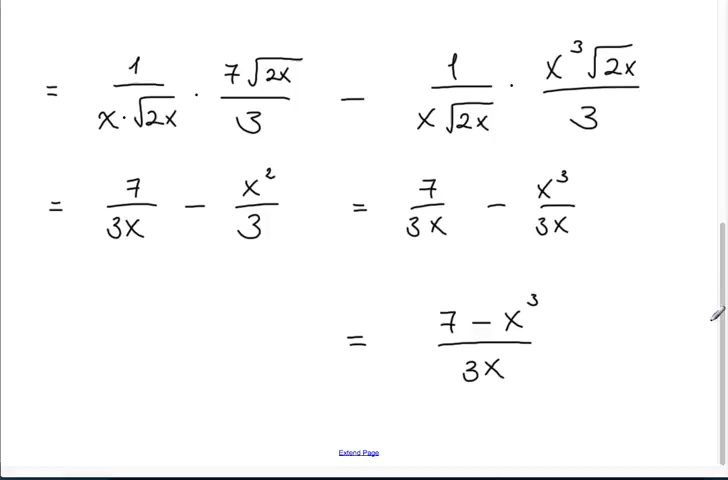 = 1/(x·√2x) · 7√2x/3 − 1/(x√2x) · x³√2x/3
= 7/3x − x²/3 = 7/3x − x³/3x
= (7 − x³)/3x
Extend Page